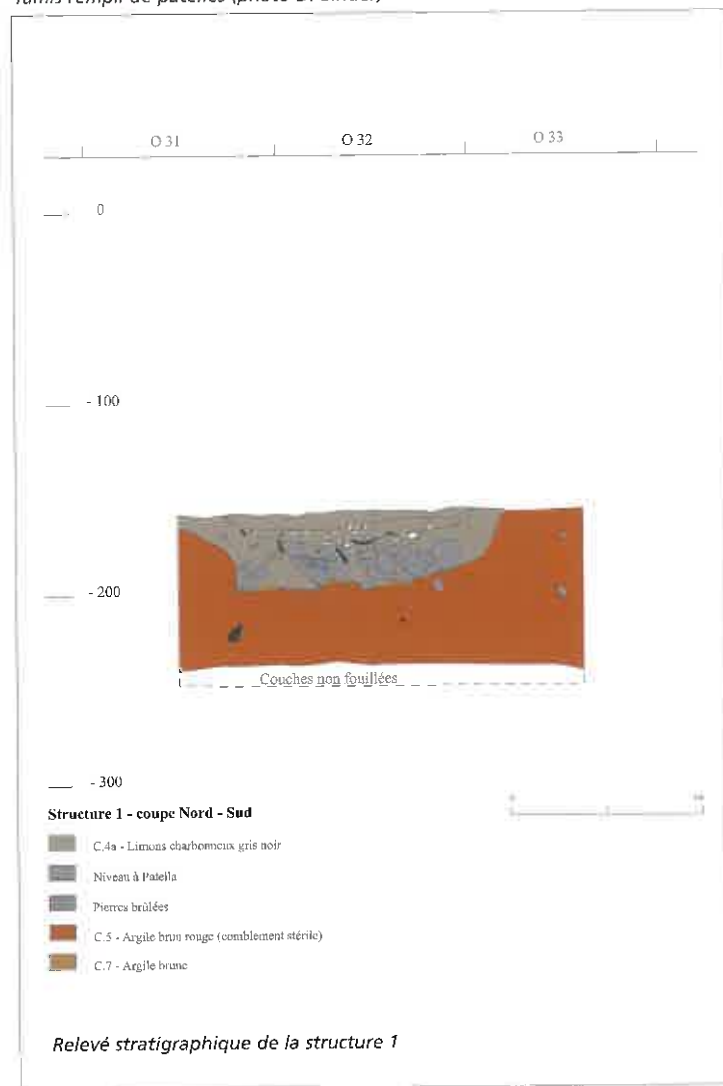 O 31 O 32 O 33
0
- 100
- 200
Couches non fouillées
- 300
Structure 1 - coupe Nord - Sud
C.4a - Limons charbonneux gris noir
Niveau à Patella
Pierres brûlées
C.5 - Argile brun rouge (comblement stérile)
C.7 - Argile brune
Relevé stratigraphique de la structure 1